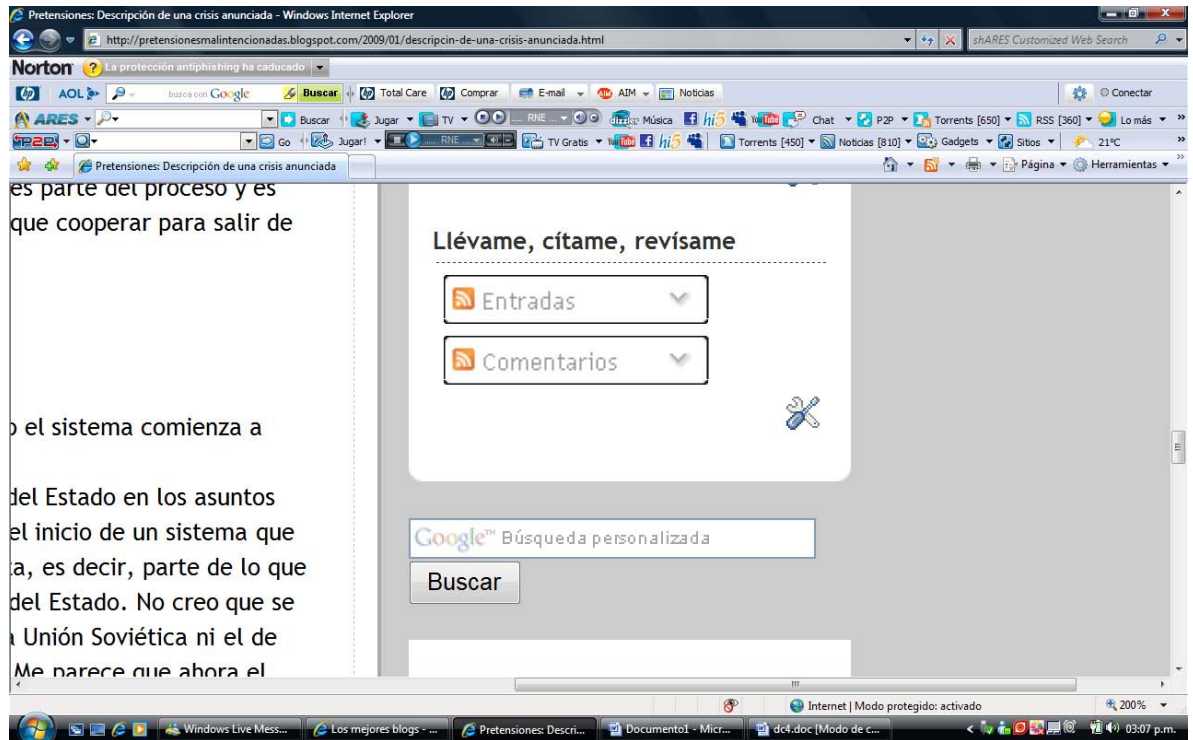 Pretensiones: Descripción de una crisis anunciada - Windows Internet Explorer
http://pretensionesmalintencionadas.blogspot.com/2009/01/descripcin-de-una-crisis-anunciada.html
shARES Customized Web Search
Norton La protección antiphishing ha caducado
AOL busca con Google Buscar Total Care Comprar E-mail AIM Noticias Conectar
ARES Buscar Jugar TV RNE ... Música hi5 Chat P2P Torrents [650] RSS [360] Lo más
P2P Go Jugar! RNE TV Gratis hi5 Torrents [450] Noticias [810] Gadgets Sitios 21°C
Pretensiones: Descripción de una crisis anunciada Página Herramientas
es parte del proceso y es
que cooperar para salir de
o el sistema comienza a
del Estado en los asuntos
el inicio de un sistema que
ta, es decir, parte de lo que
del Estado. No creo que se
a Unión Soviética ni el de
Me parece que ahora el
Llévame, cítame, revísame
Entradas
Comentarios
Google™ Búsqueda personalizada
Buscar
Internet | Modo protegido: activado 200%
Windows Live Mess... Los mejores blogs - ... Pretensiones: Descri... Documento1 - Micr... dc4.doc [Modo de c... 03:07 p.m.